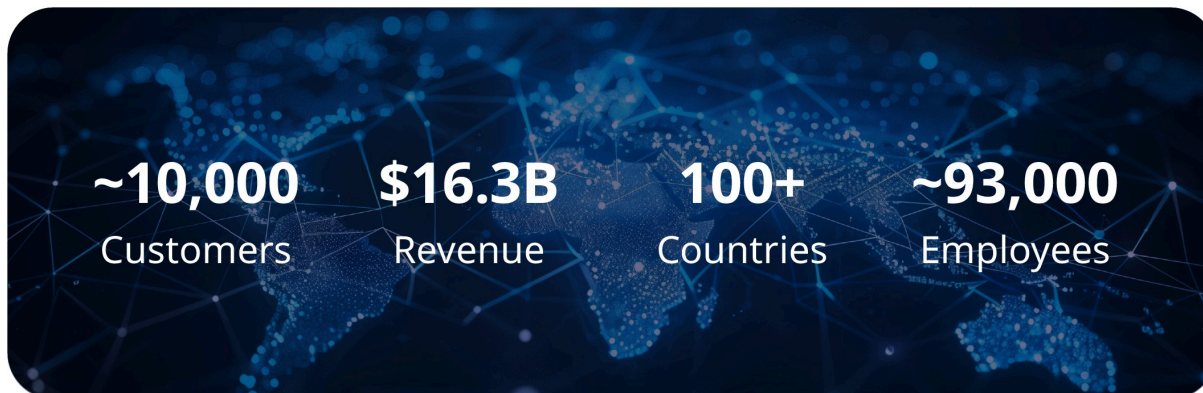 ~10,000 $16.3B 100+ ~93,000
Customers Revenue Countries Employees